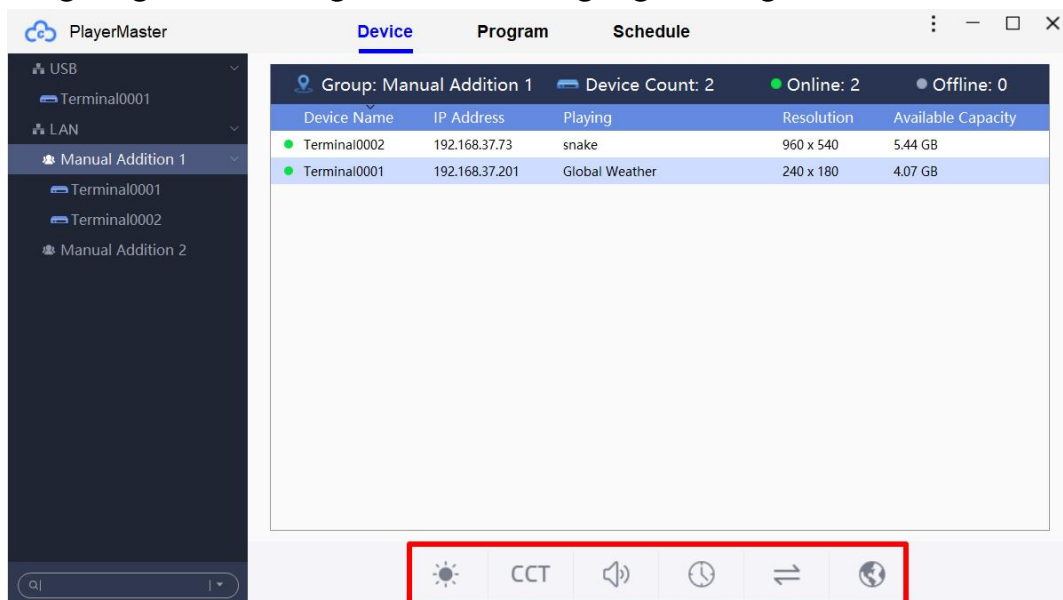 PlayerMaster
Device Program Schedule
USB
Terminal0001
LAN
Manual Addition 1
Terminal0001
Terminal0002
Manual Addition 2
Group: Manual Addition 1 Device Count: 2 Online: 2 Offline: 0
Device Name IP Address Playing Resolution Available Capacity
Terminal0002 192.168.37.73 snake 960 x 540 5.44 GB
Terminal0001 192.168.37.201 Global Weather 240 x 180 4.07 GB
CCT